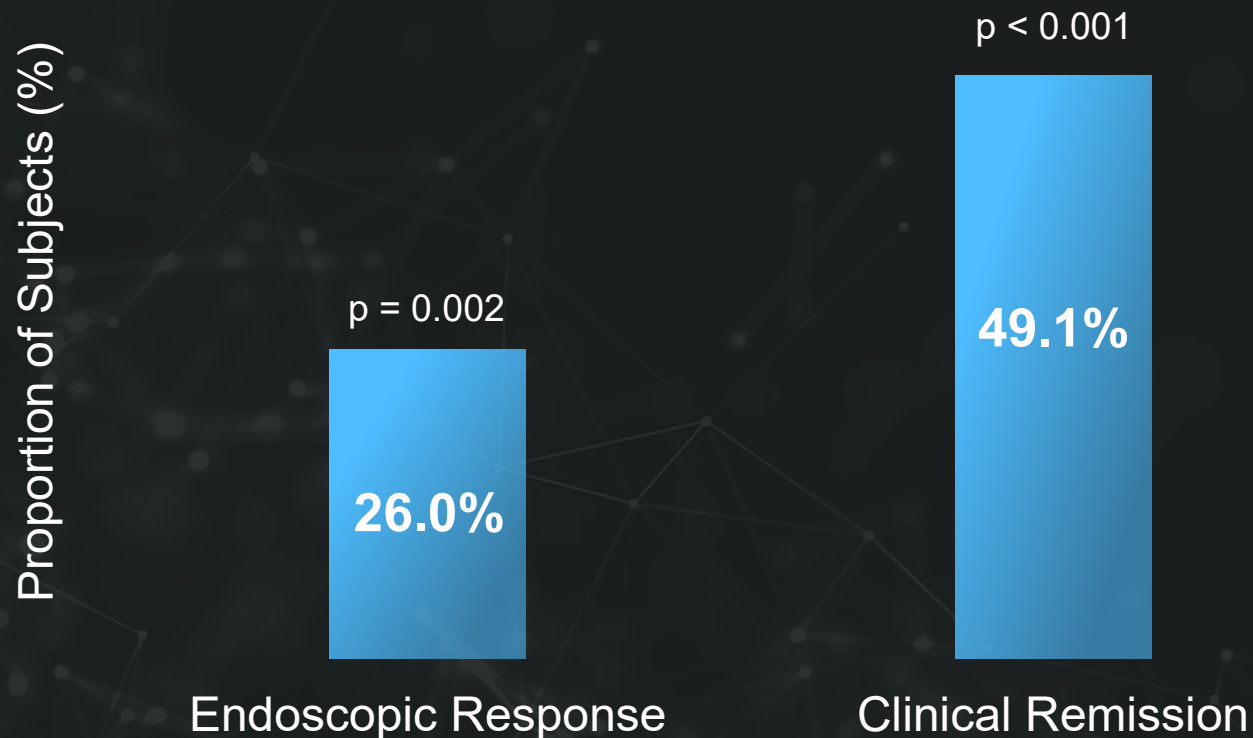 Proportion of Subjects (%)
p = 0.002
26.0%
Endoscopic Response
p < 0.001
49.1%
Clinical Remission